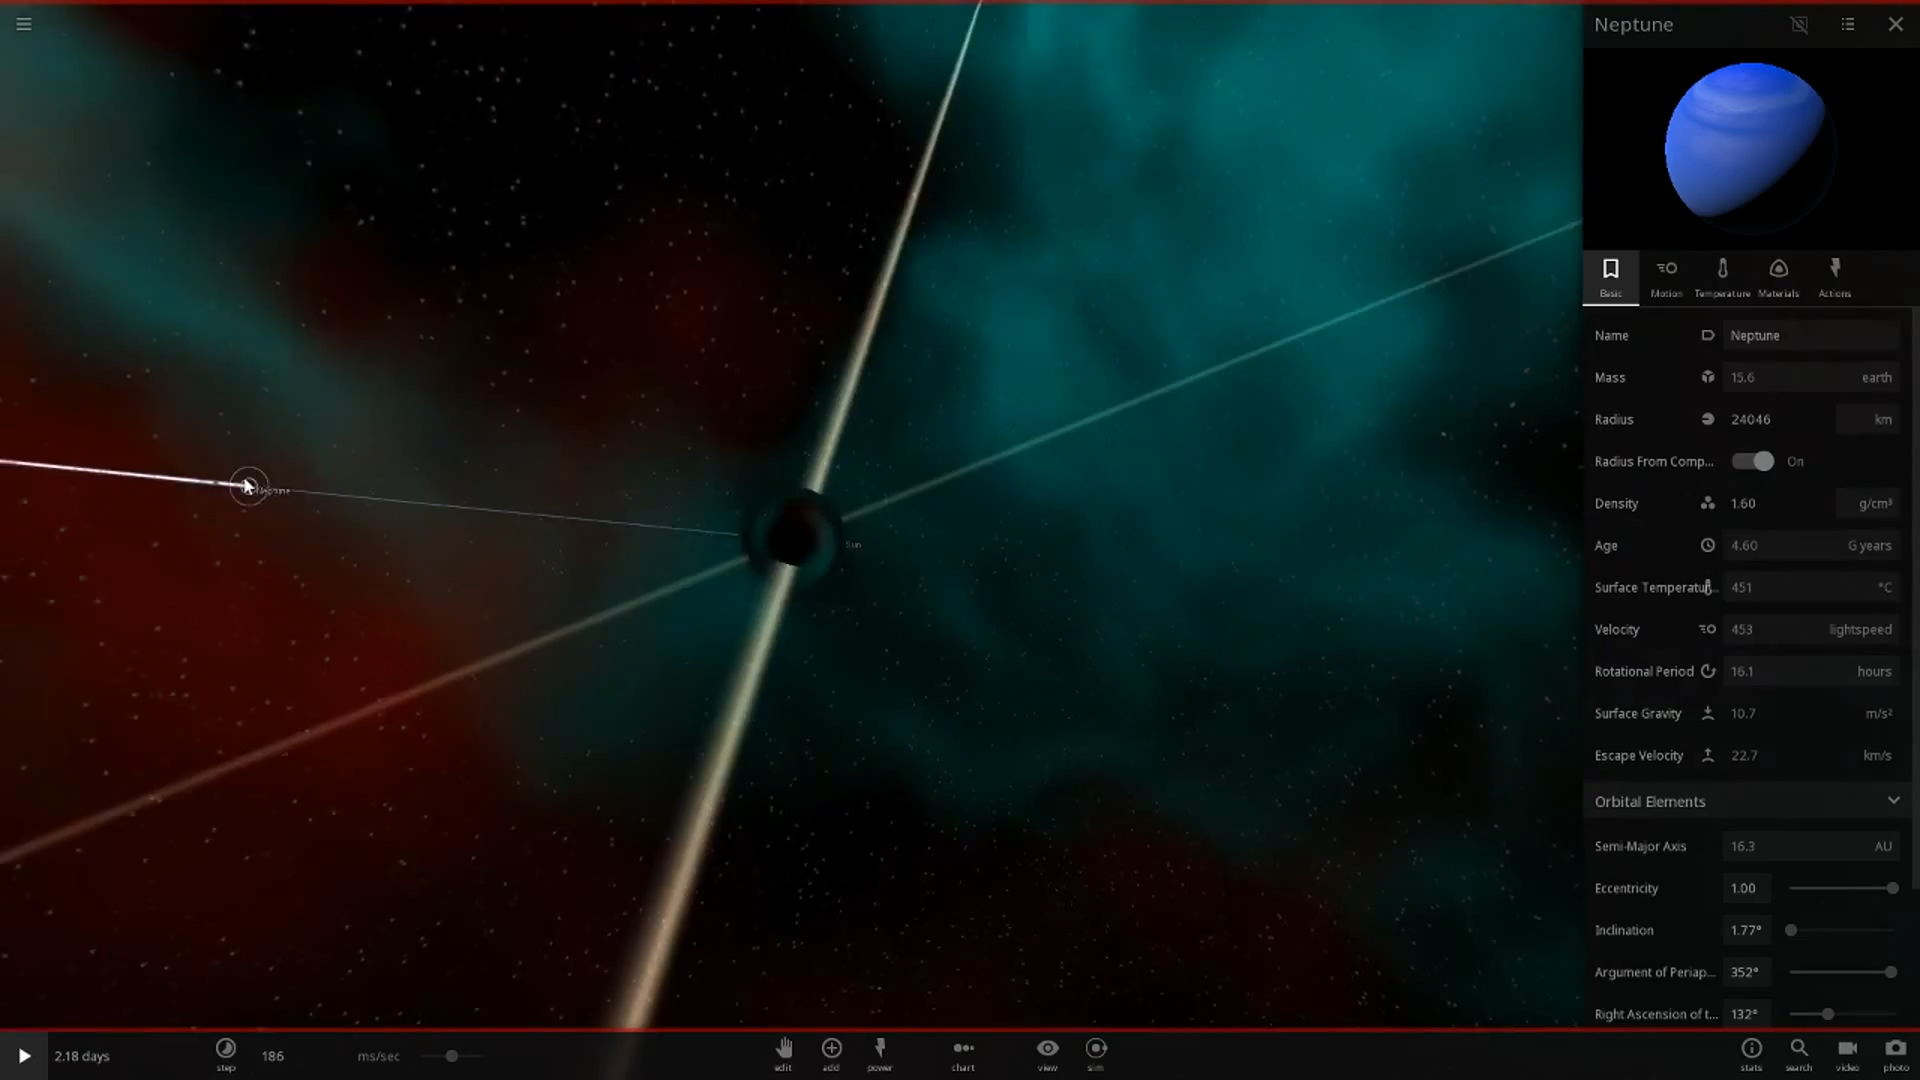 Neptune
Basic
Motion
Temperature
Materials
Actions
Name Neptune
Mass 15.6 earth
Radius 24046 km
Radius From Comp... On
Density 1.60 g/cm³
Age 4.60 G years
Surface Temperatur... 451 °C
Velocity 453 lightspeed
Rotational Period 16.1 hours
Surface Gravity 10.7 m/s²
Escape Velocity 22.7 km/s
Orbital Elements
Semi-Major Axis 16.3 AU
Eccentricity 1.00
Inclination 1.77°
Argument of Periap... 352°
Right Ascension of t... 132°
Neptune
Sun
2.18 days
step
186 ms/sec
edit
add
power
chart
view
sim
stats
search
video
photo